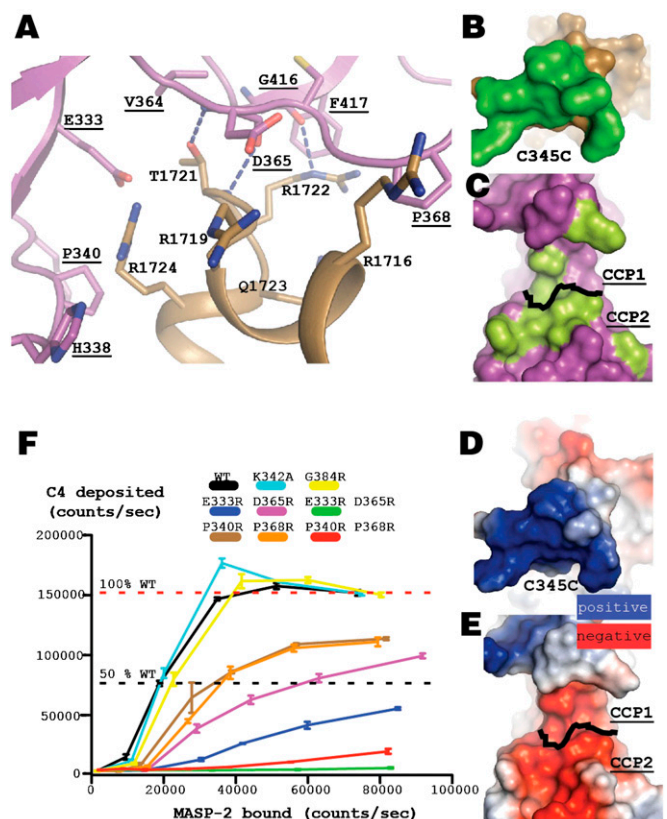 A
G416
V364
F417
E333
D365
T1721
R1722
P368
R1719
P340
R1716
R1724
Q1723
H338
B
C345C
C
CCP1
CCP2
F
WT K342A G384R
E333R D365R E333R D365R
P340R P368R P340R P368R
C4 deposited
(counts/sec)
200000
150000
100000
50000
0
100% WT
50 % WT
0 20000 40000 60000 80000 100000
MASP-2 bound (counts/sec)
D
C345C
positive
negative
E
CCP1
CCP2